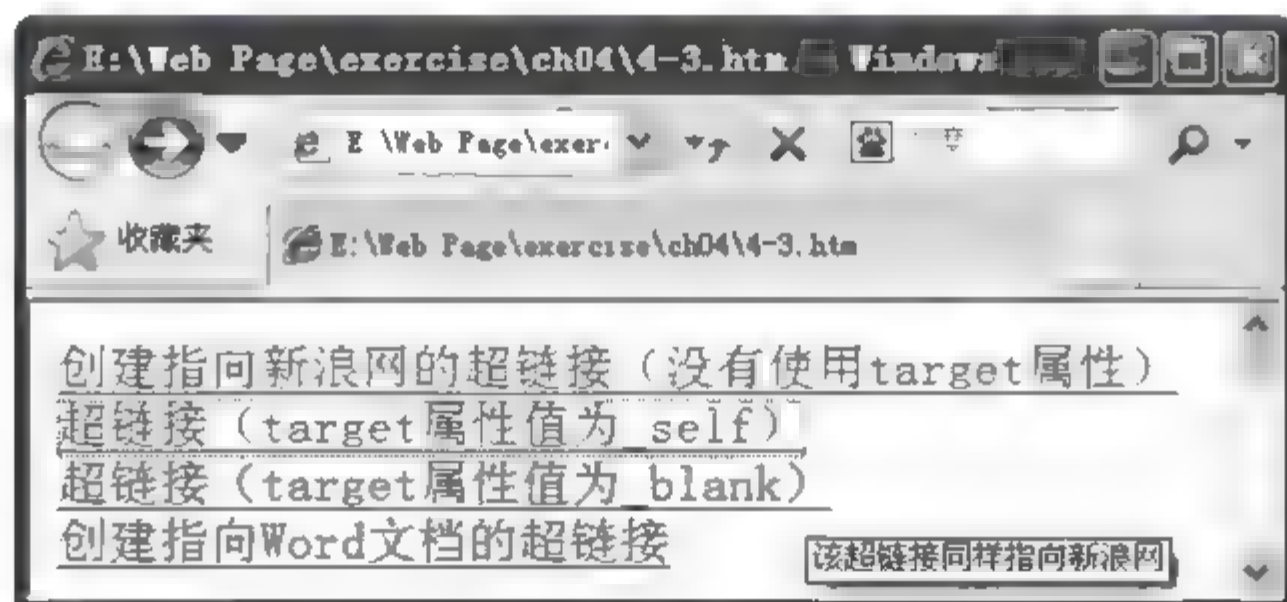 E:\Web Page\exercise\ch04\4-3.htm Windows
E \Web Page\exer
收藏夹
E:\Web Page\exercise\ch04\4-3.htm
创建指向新浪网的超链接（没有使用target属性）
超链接（target属性值为_self）
超链接（target属性值为_blank）
创建指向Word文档的超链接
该超链接同样指向新浪网